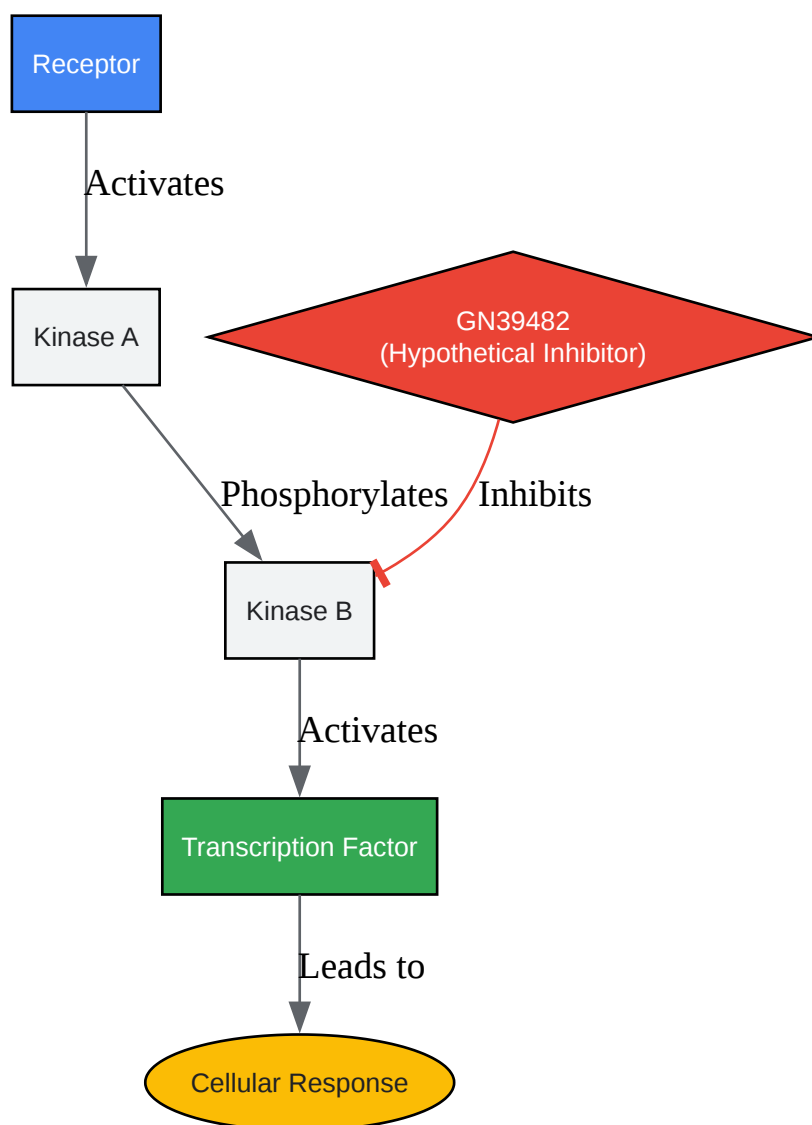 Receptor
Activates
Kinase A
GN39482
(Hypothetical Inhibitor)
Phosphorylates
Inhibits
Kinase B
Activates
Transcription Factor
Leads to
Cellular Response